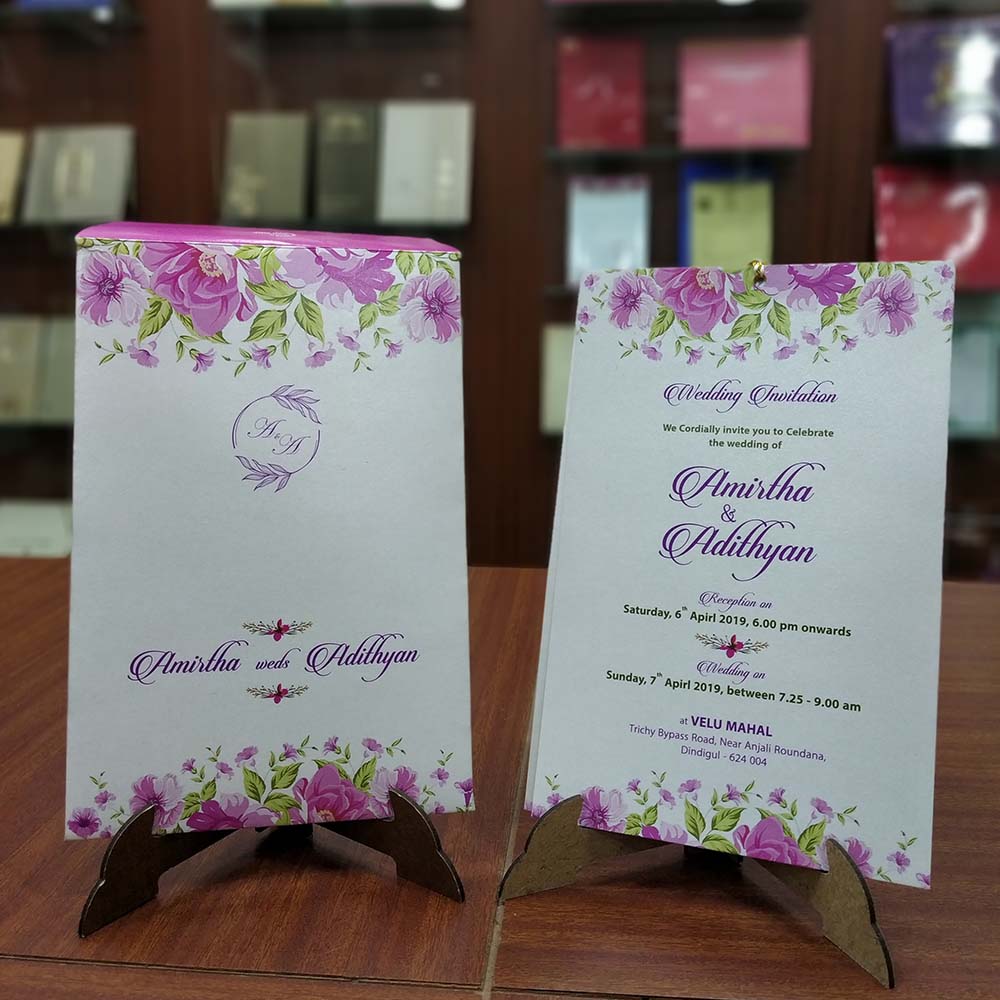 A & A
Amirtha weds Adithyan
Wedding Invitation
We Cordially invite you to Celebrate
the wedding of
Amirtha
&
Adithyan
Reception on
Saturday, 6th Apirl 2019, 6.00 pm onwards
Wedding on
Sunday, 7th Apirl 2019, between 7.25 - 9.00 am
at VELU MAHAL
Trichy Bypass Road, Near Anjali Roundana,
Dindigul - 624 004